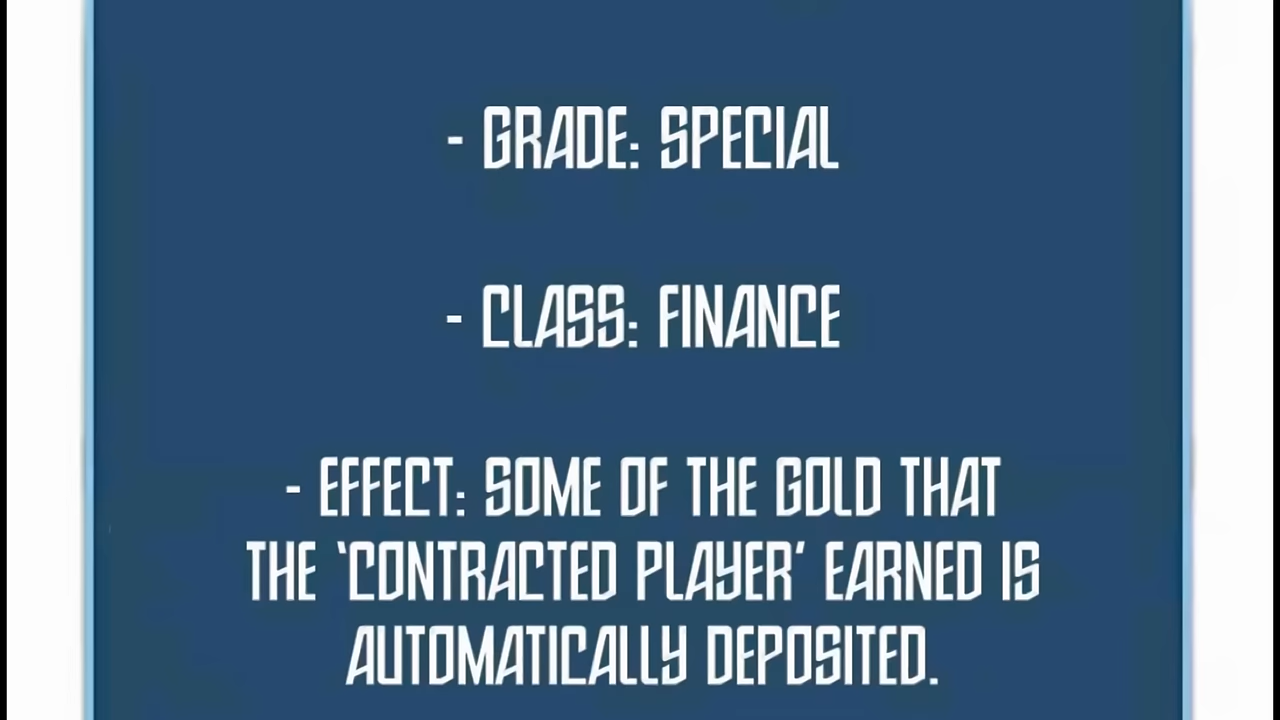 - GRADE: SPECIAL
- CLASS: FINANCE
- EFFECT: SOME OF THE GOLD THAT
THE ‘CONTRACTED PLAYER’ EARNED IS
AUTOMATICALLY DEPOSITED.